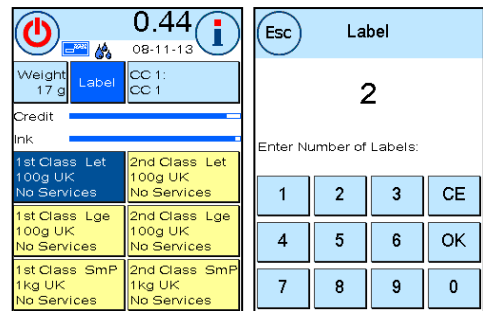 0.44
08-11-13
Weight
17 g
Label
CC 1:
CC 1
Credit
Ink
1st Class Let
100g UK
No Services
2nd Class Let
100g UK
No Services
1st Class Lge
100g UK
No Services
2nd Class Lge
100g UK
No Services
1st Class SmP
1kg UK
No Services
2nd Class SmP
1kg UK
No Services
Esc
Label
2
Enter Number of Labels:
1 2 3 CE
4 5 6 OK
7 8 9 0